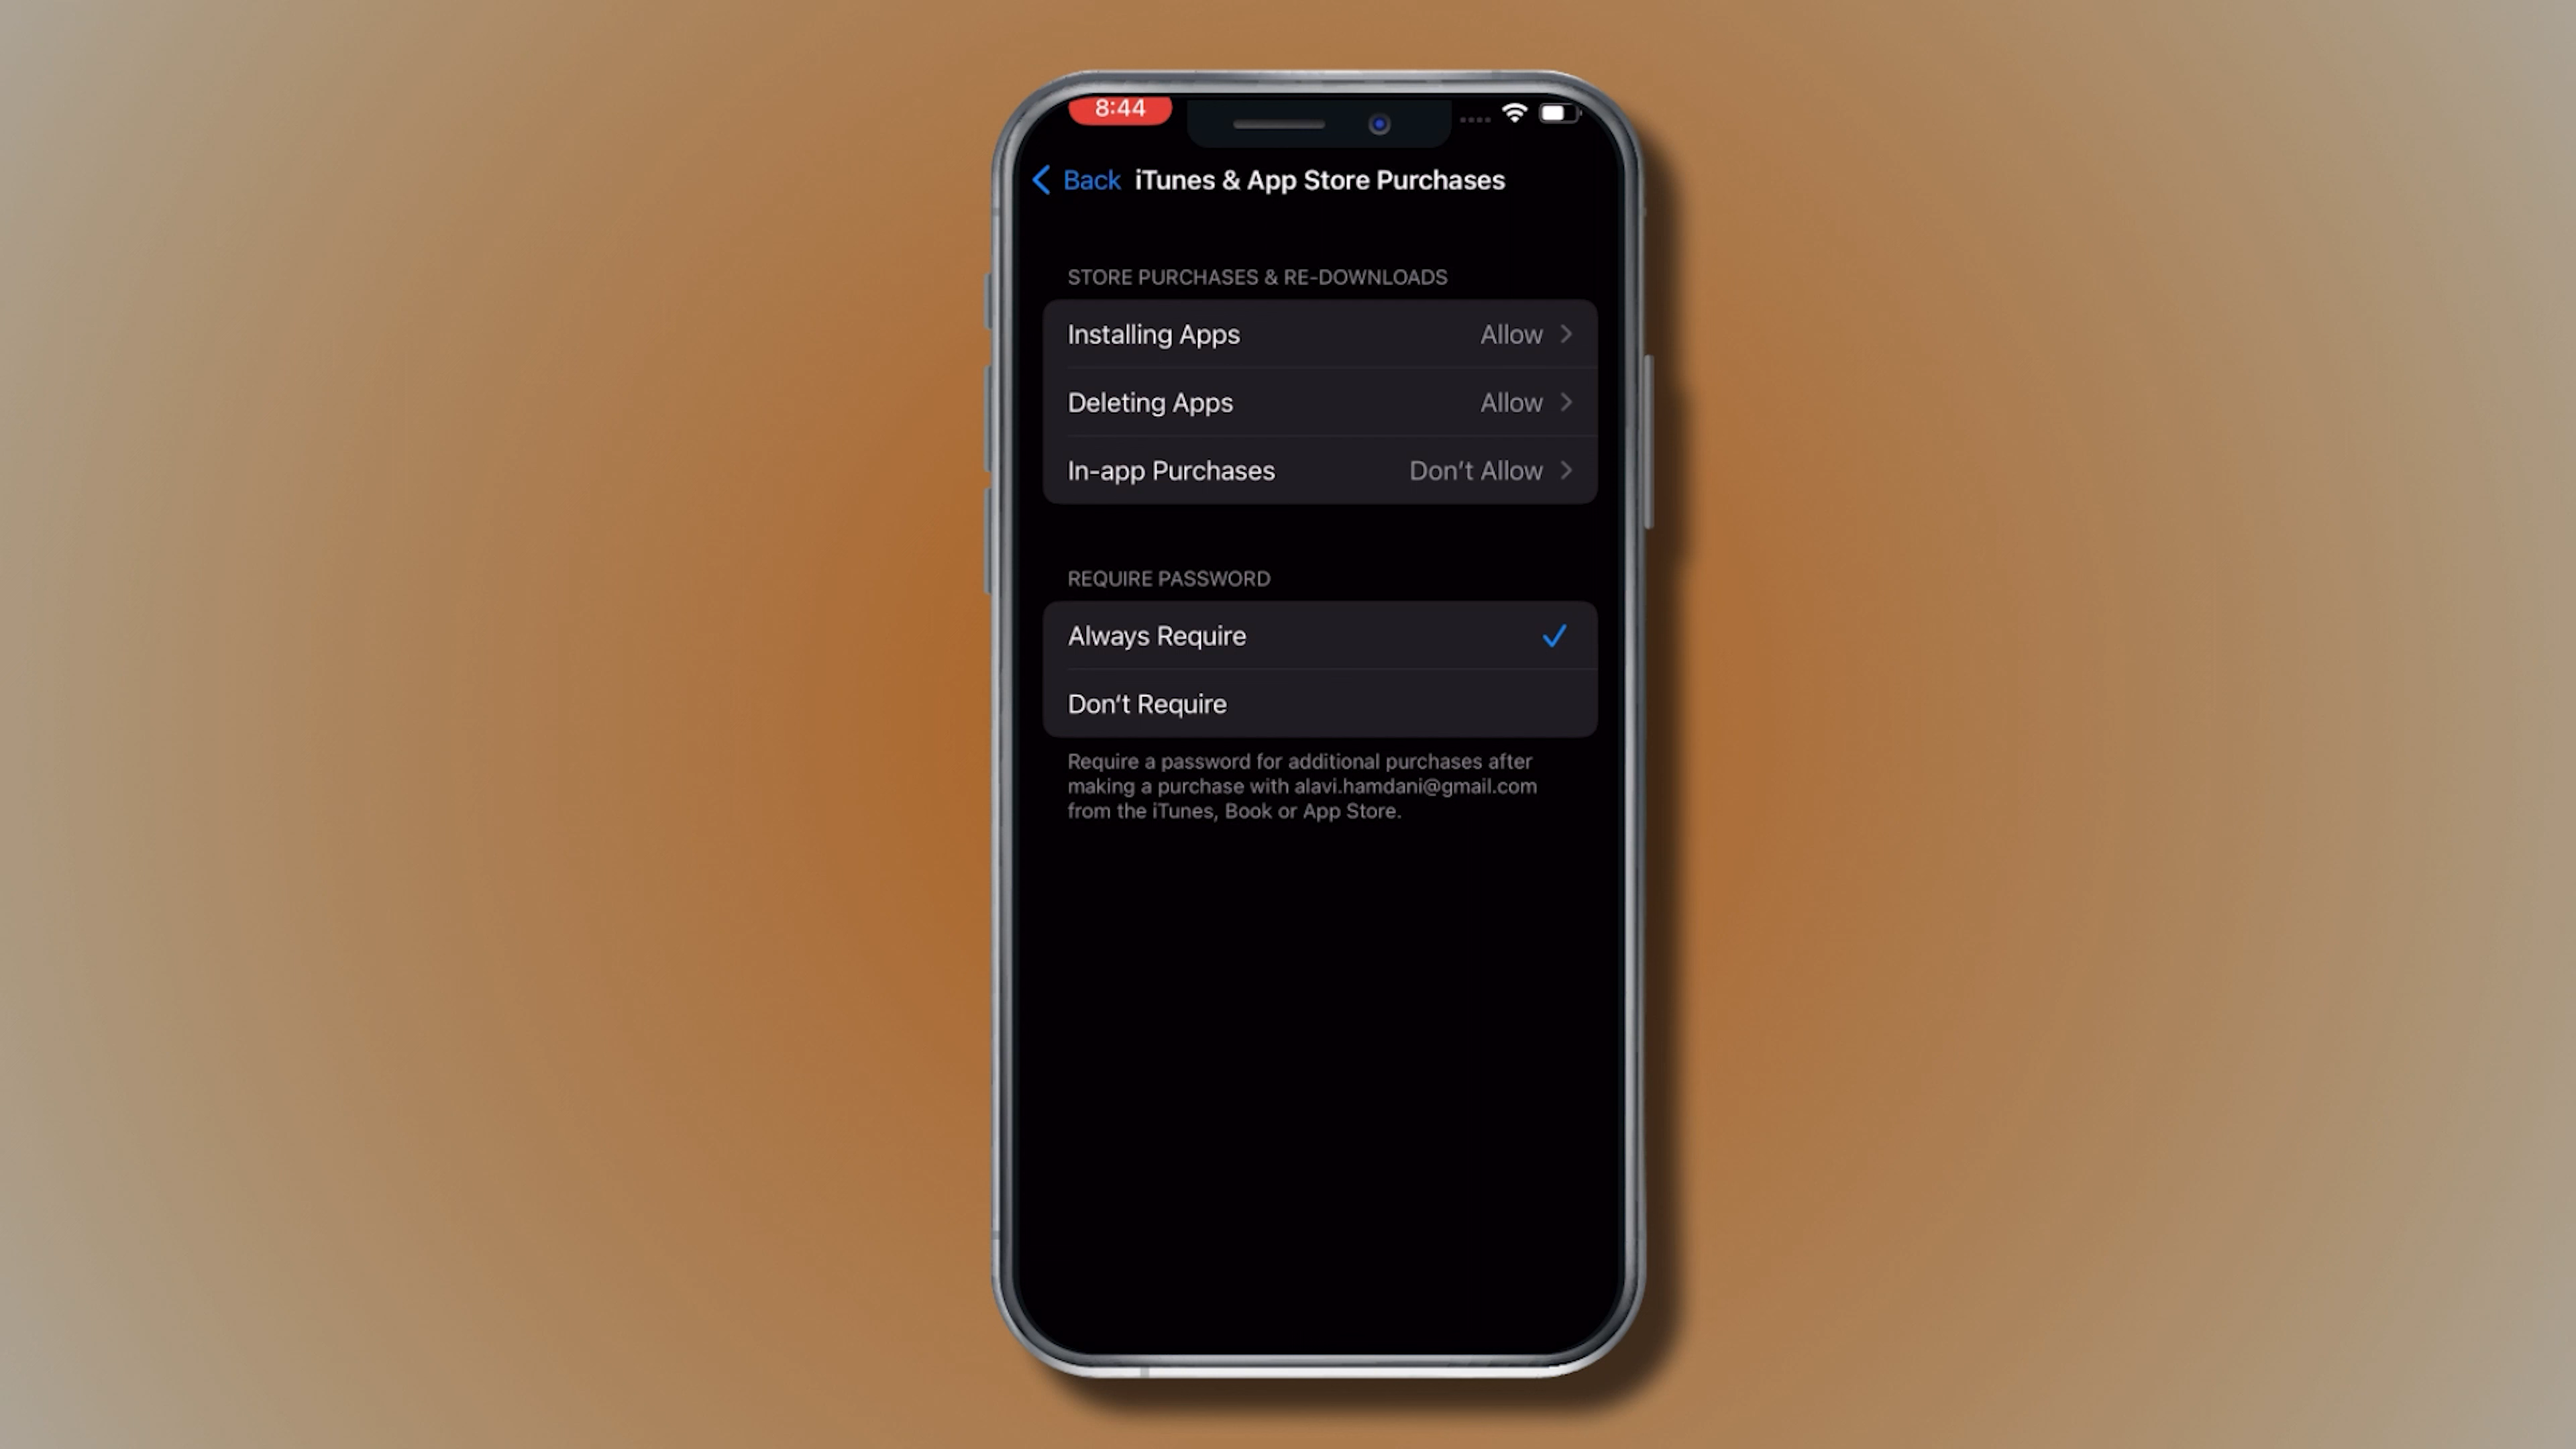 8:44
Back iTunes & App Store Purchases
STORE PURCHASES & RE-DOWNLOADS
Installing Apps Allow
Deleting Apps Allow
In-app Purchases Don’t Allow
REQUIRE PASSWORD
Always Require
Don’t Require
Require a password for additional purchases after
making a purchase with alavi.hamdani@gmail.com
from the iTunes, Book or App Store.